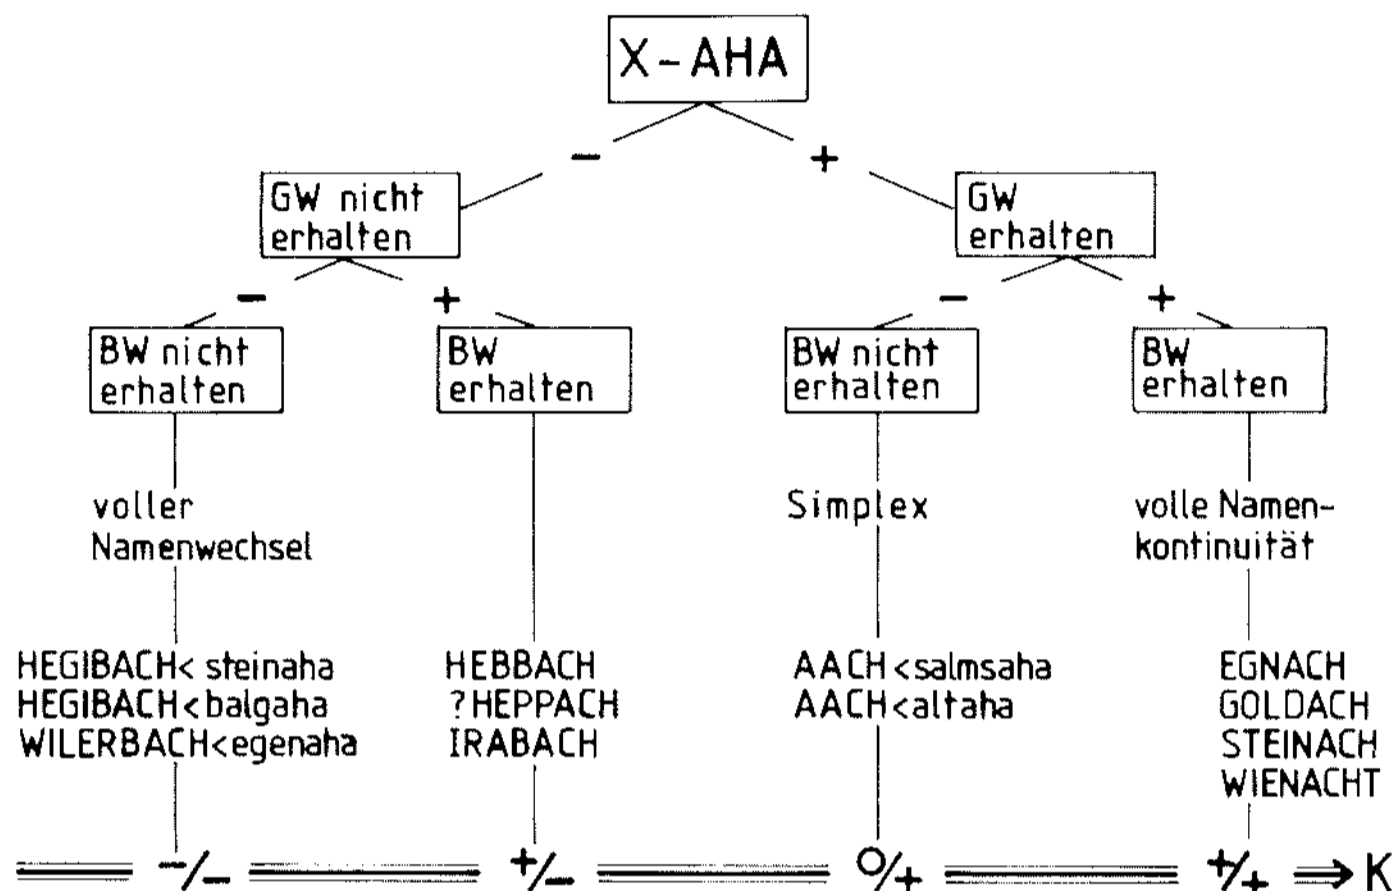 X-AHA
- +
GW nicht
erhalten
GW
erhalten
- + - +
BW nicht
erhalten
BW
erhalten
BW nicht
erhalten
BW
erhalten
voller
Namenwechsel
Simplex
volle Namen-
kontinuität
HEGIBACH< steinaha
HEGIBACH<balgaha
WILERBACH<egenaha
HEBBACH
?HEPPACH
IRABACH
AACH<salmsaha
AACH<altaha
EGNACH
GOLDACH
STEINACH
WIENACHT
-/- +/- O/+ +/+ ⇒ K